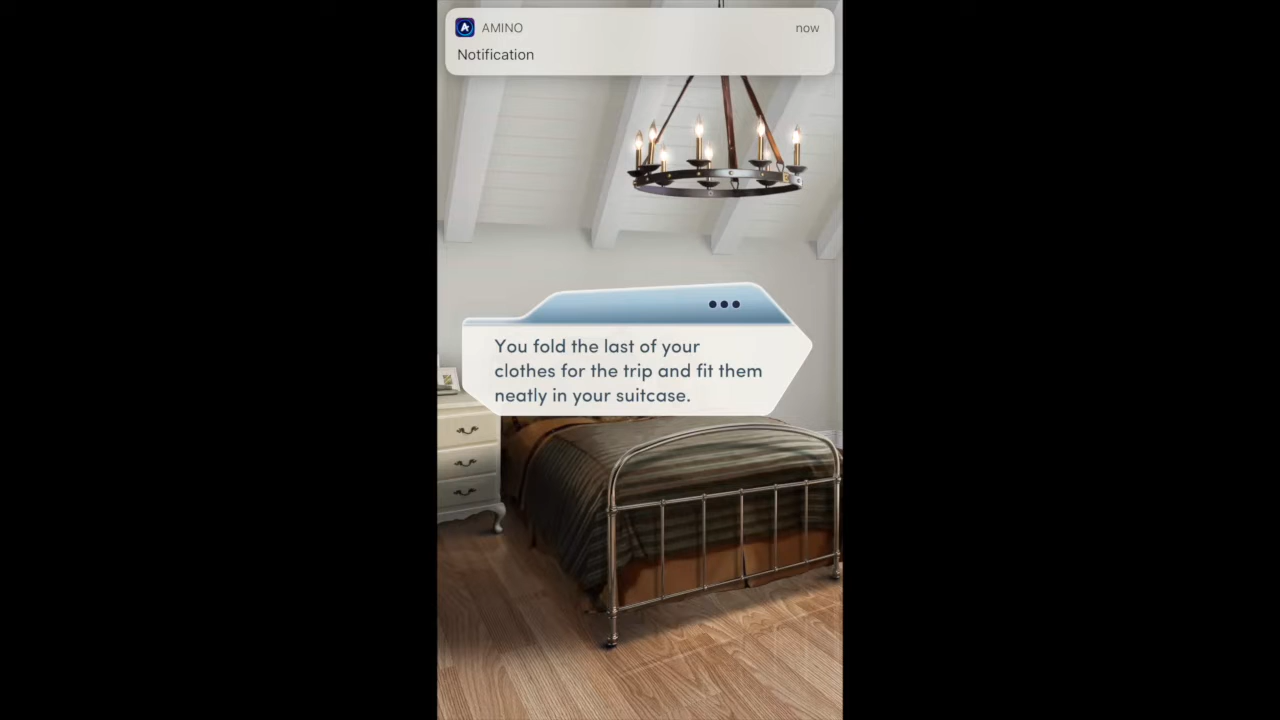 AMINO
now
Notification
You fold the last of your
clothes for the trip and fit them
neatly in your suitcase.